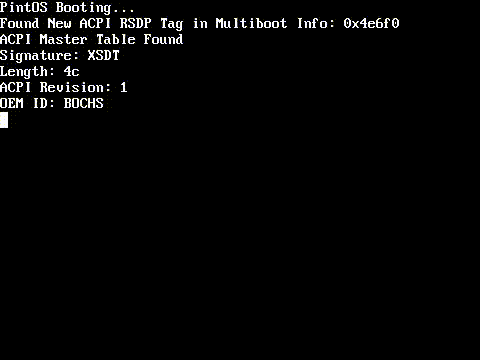 PintOS Booting...
Found New ACPI RSDP Tag in Multiboot Info: 0x4e6f0
ACPI Master Table Found
Signature: XSDT
Length: 4c
ACPI Revision: 1
OEM ID: BOCHS